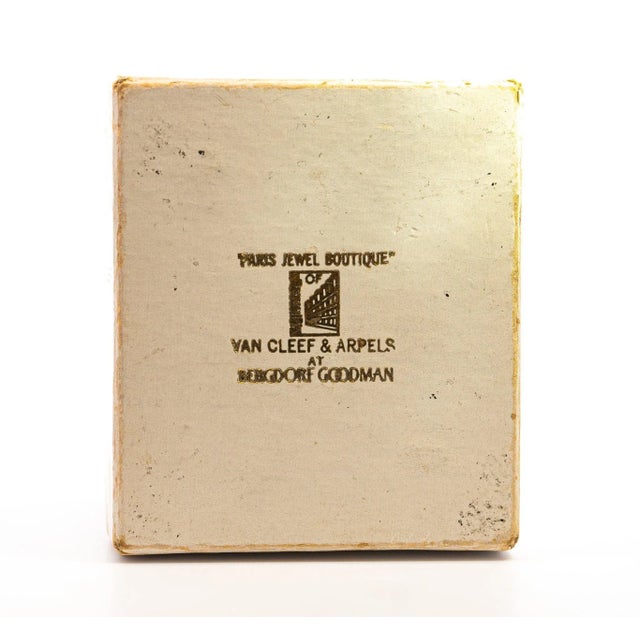 "PARIS JEWEL BOUTIQUE"
OF
VAN CLEEF & ARPELS
AT
BERGDORF GOODMAN